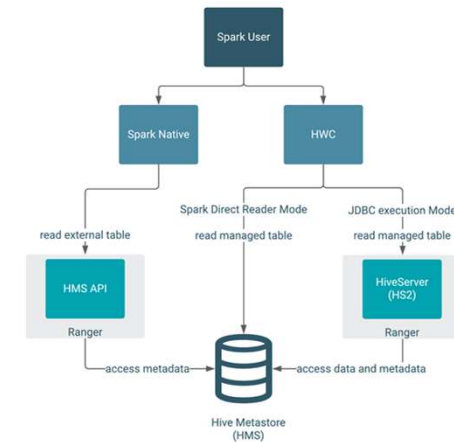 Spark User
Spark Native
HWC
Spark Direct Reader Mode
JDBC execution Mode
read external table
read managed table
read managed table
HMS API
HiveServer
(HS2)
Ranger
Ranger
access metadata
access data and metadata
Hive Metastore
(HMS)